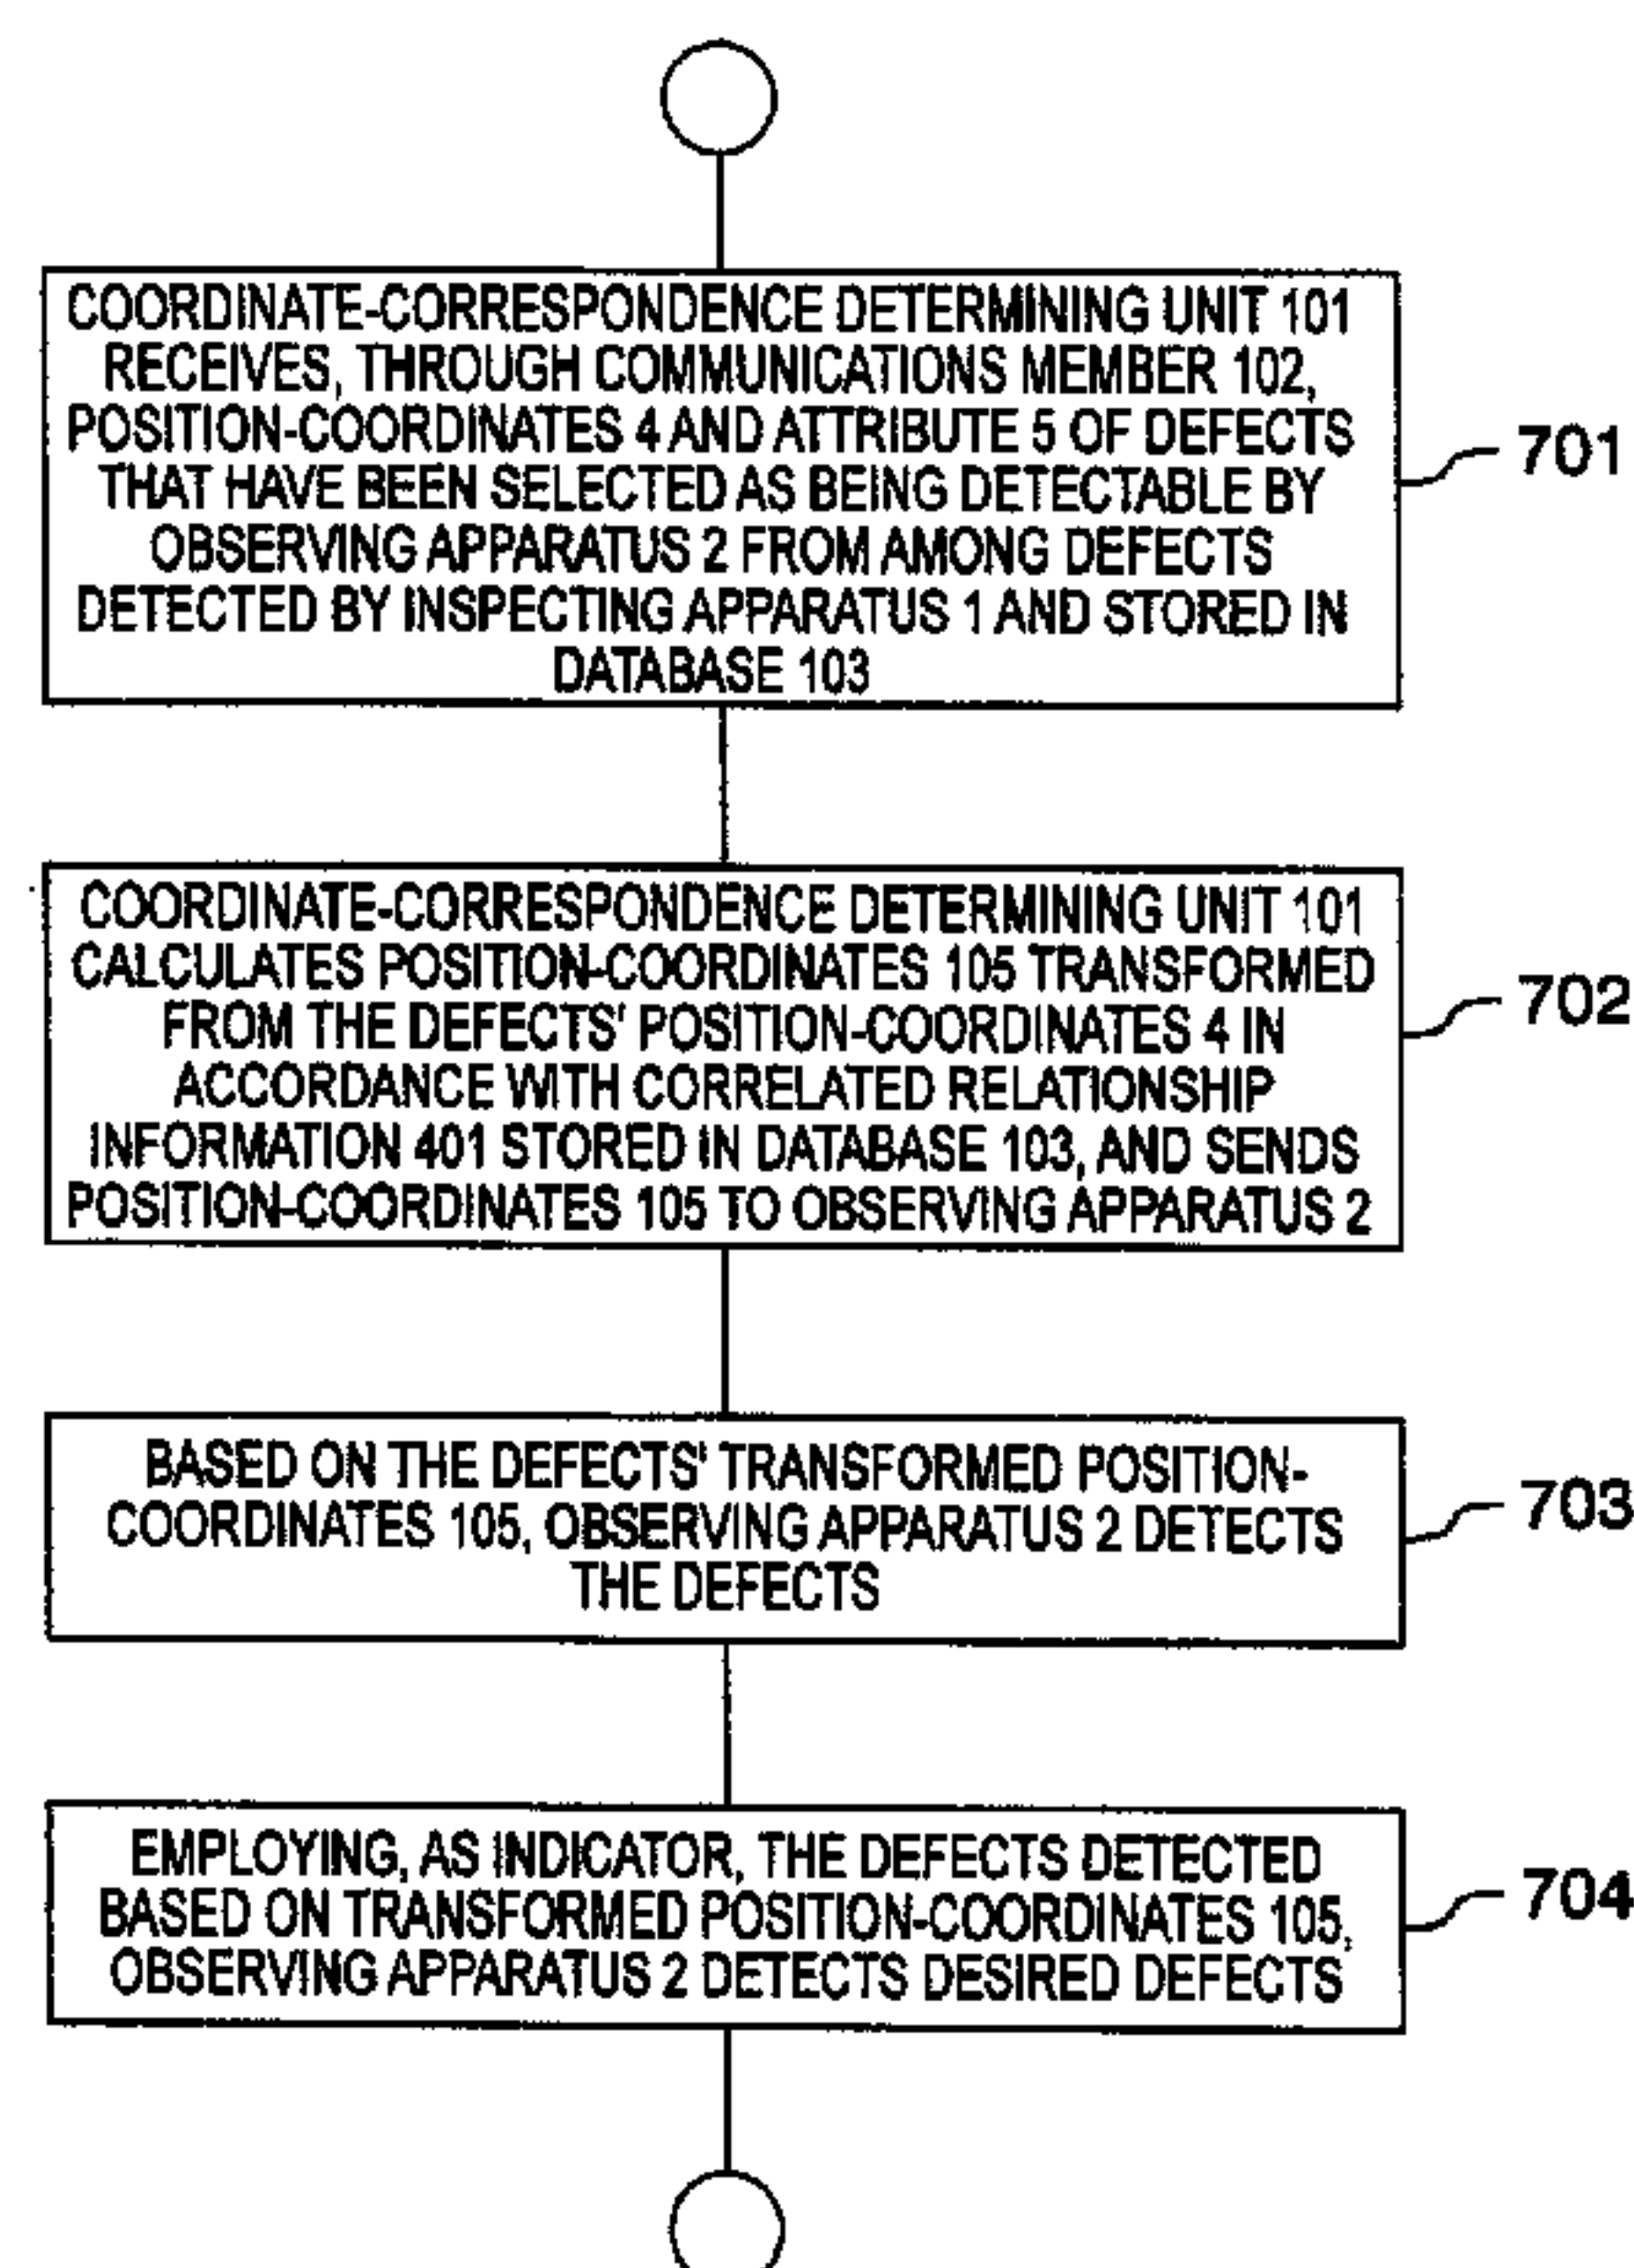 COORDINATE-CORRESPONDENCE DETERMINING UNIT 101
RECEIVES, THROUGH COMMUNICATIONS MEMBER 102,
POSITION-COORDINATES 4 AND ATTRIBUTE 5 OF DEFECTS
THAT HAVE BEEN SELECTED AS BEING DETECTABLE BY
OBSERVING APPARATUS 2 FROM AMONG DEFECTS
DETECTED BY INSPECTING APPARATUS 1 AND STORED IN
DATABASE 103
701
COORDINATE-CORRESPONDENCE DETERMINING UNIT 101
CALCULATES POSITION-COORDINATES 105 TRANSFORMED
FROM THE DEFECTS' POSITION-COORDINATES 4 IN
ACCORDANCE WITH CORRELATED RELATIONSHIP
INFORMATION 401 STORED IN DATABASE 103, AND SENDS
POSITION-COORDINATES 105 TO OBSERVING APPARATUS 2
702
BASED ON THE DEFECTS' TRANSFORMED POSITION-
COORDINATES 105, OBSERVING APPARATUS 2 DETECTS
THE DEFECTS
703
EMPLOYING, AS INDICATOR, THE DEFECTS DETECTED
BASED ON TRANSFORMED POSITION-COORDINATES 105,
OBSERVING APPARATUS 2 DETECTS DESIRED DEFECTS
704